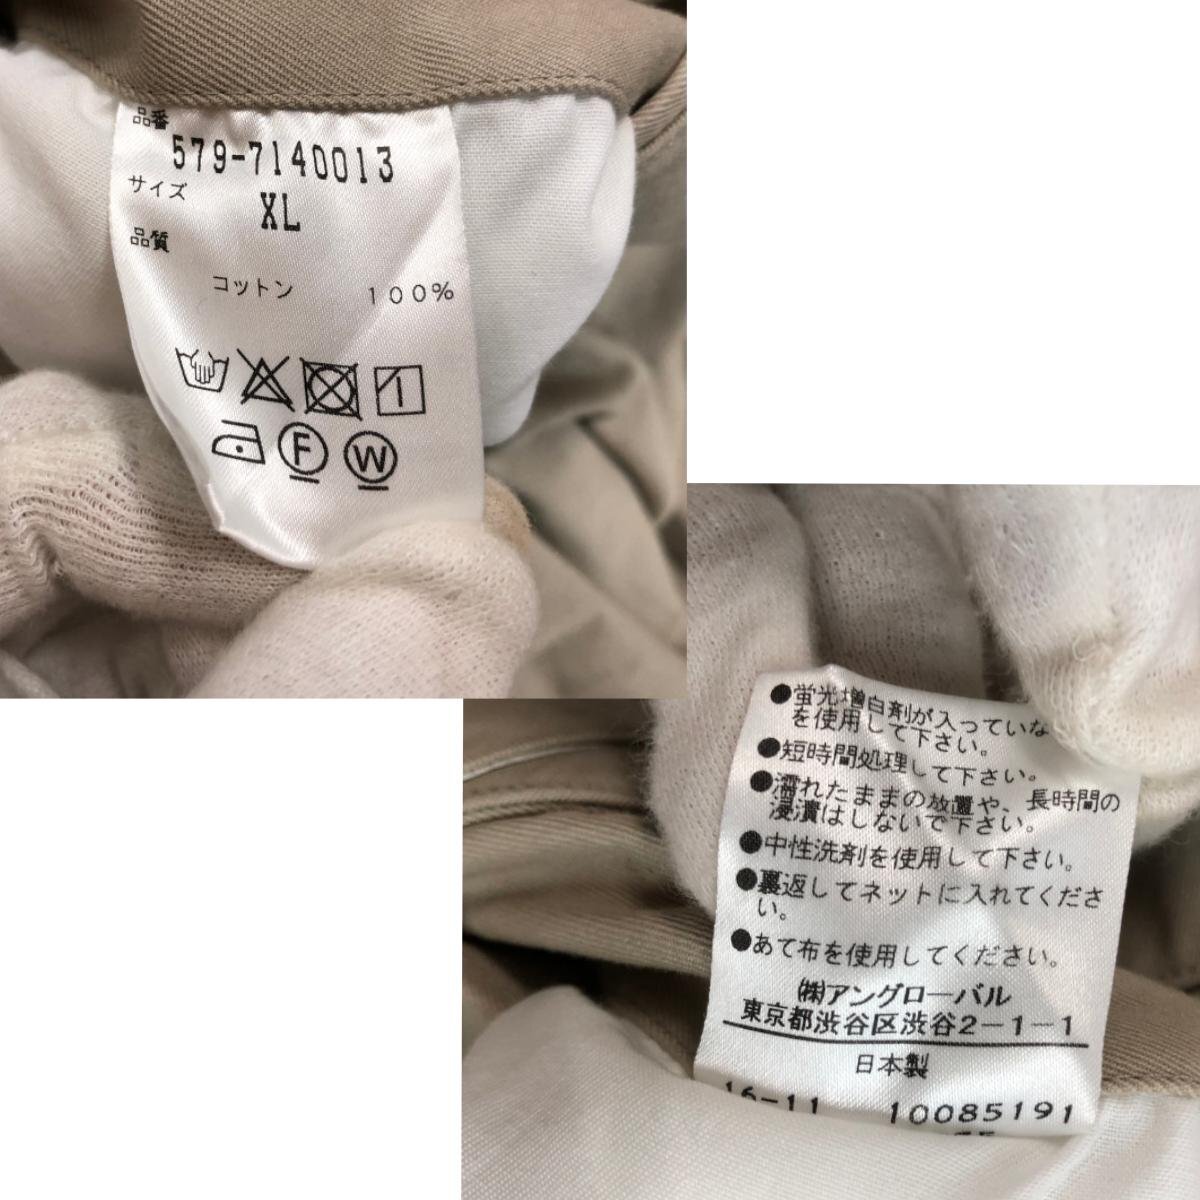 品番
579-7140013
サイズ
XL
品質
コットン 100%
F W
●蛍光増白剤が入っていな
を使用して下さい。
●短時間処理して下さい。
●濡れたままの放置や、長時間の
浸漬はしないで下さい。
●中性洗剤を使用して下さい。
●裏返してネットに入れてくださ
い。
●あて布を使用してください。
㈱アングローバル
東京都渋谷区渋谷2-1-1
日本製
16-11 10085191